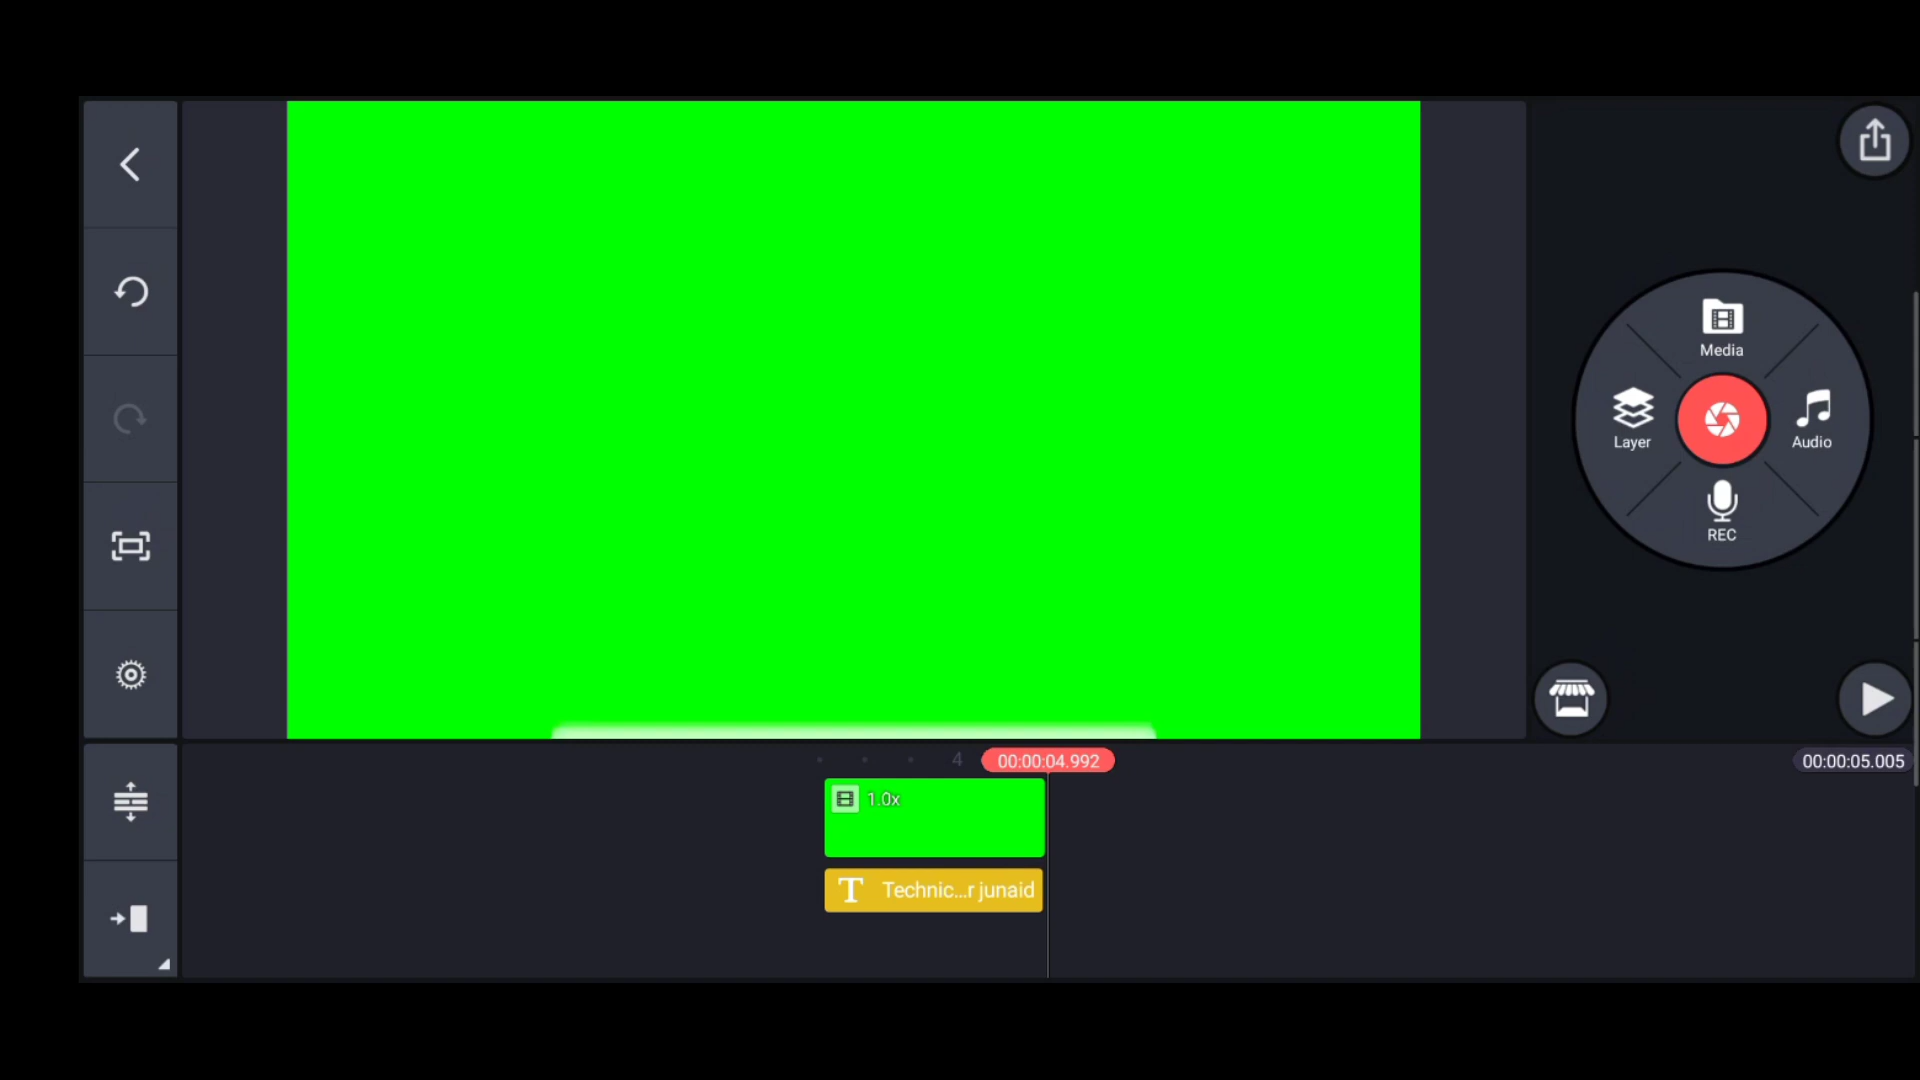 Media
Layer
Audio
REC
4
00:00:04.992
00:00:05.005
1.0x
T Technic...r junaid